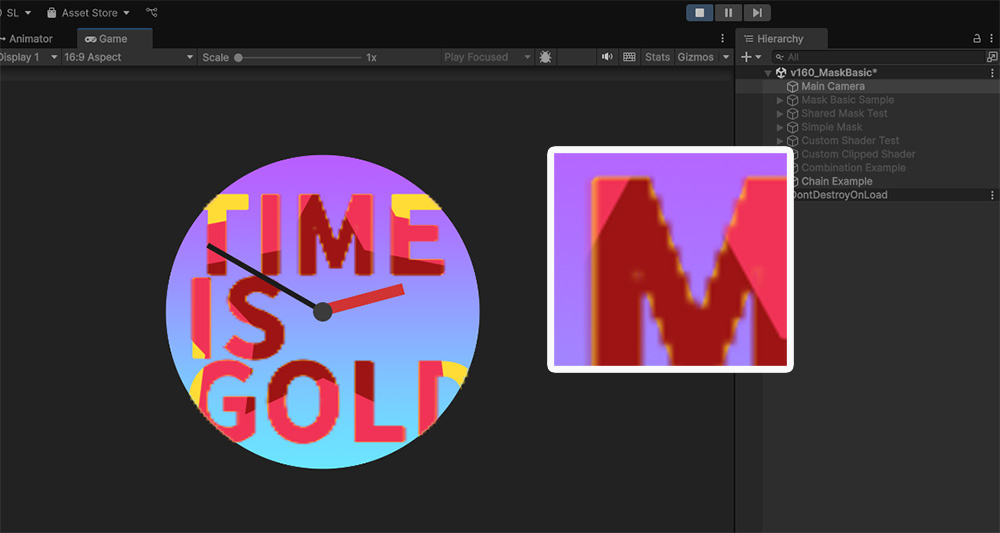 SL
Asset Store
Animator
Game
Display 1
16:9 Aspect
Scale
1x
Play Focused
Stats
Gizmos
Hierarchy
All
v160_MaskBasic*
Main Camera
Mask Basic Sample
Shared Mask Test
Simple Mask
Custom Shader Test
Custom Clipped Shader
Combination Example
Chain Example
DontDestroyOnLoad
TIME
IS
GOLD
M